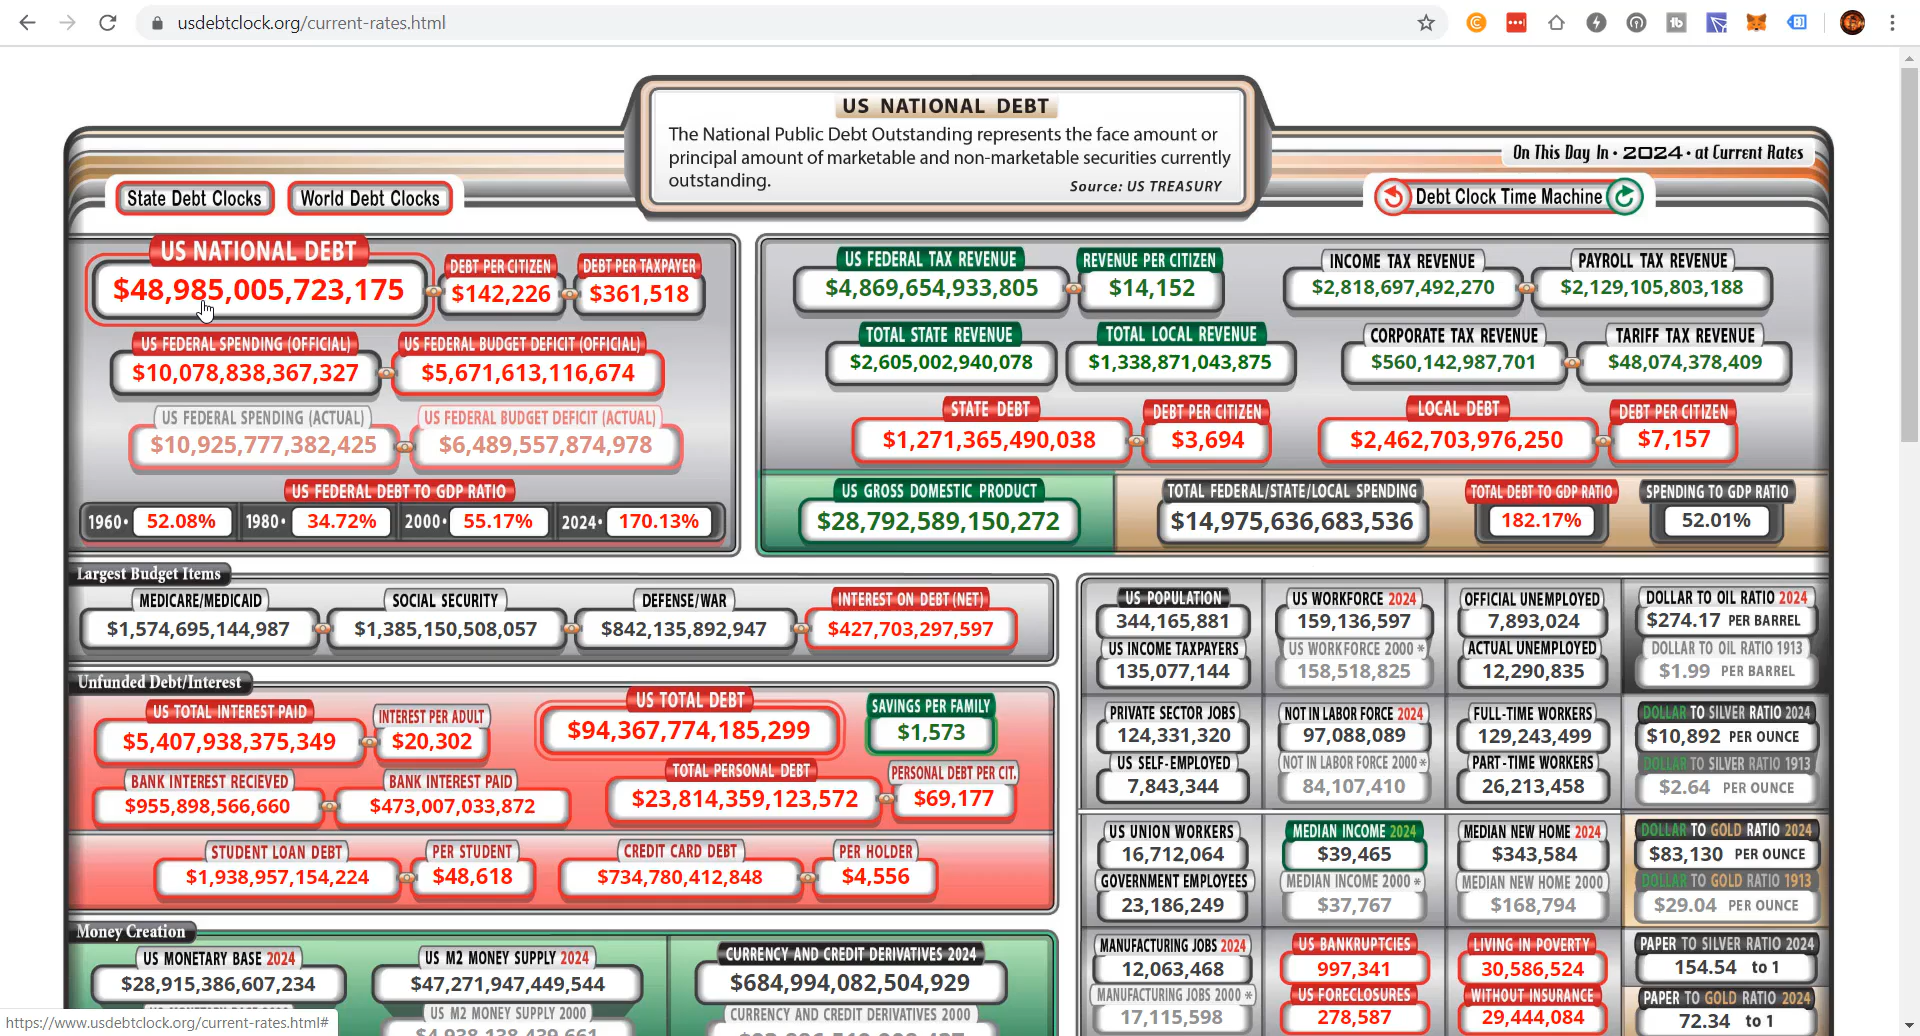 usdebtclock.org/current-rates.html
US NATIONAL DEBT
The National Public Debt Outstanding represents the face amount or
principal amount of marketable and non-marketable securities currently
outstanding.
Source: US TREASURY
On This Day In • 2024 • at Current Rates
State Debt Clocks
World Debt Clocks
Debt Clock Time Machine
US NATIONAL DEBT
$48,985,005,723,175
DEBT PER CITIZEN
$142,226
DEBT PER TAXPAYER
$361,518
US FEDERAL SPENDING (OFFICIAL)
$10,078,838,367,327
US FEDERAL BUDGET DEFICIT (OFFICIAL)
$5,671,613,116,674
US FEDERAL SPENDING (ACTUAL)
$10,925,777,382,425
US FEDERAL BUDGET DEFICIT (ACTUAL)
$6,489,557,874,978
US FEDERAL DEBT TO GDP RATIO
1960• 52.08% 1980• 34.72% 2000• 55.17% 2024• 170.13%
US FEDERAL TAX REVENUE
$4,869,654,933,805
REVENUE PER CITIZEN
$14,152
INCOME TAX REVENUE
$2,818,697,492,270
PAYROLL TAX REVENUE
$2,129,105,803,188
TOTAL STATE REVENUE
$2,605,002,940,078
TOTAL LOCAL REVENUE
$1,338,871,043,875
CORPORATE TAX REVENUE
$560,142,987,701
TARIFF TAX REVENUE
$48,074,378,409
STATE DEBT
$1,271,365,490,038
DEBT PER CITIZEN
$3,694
LOCAL DEBT
$2,462,703,976,250
DEBT PER CITIZEN
$7,157
US GROSS DOMESTIC PRODUCT
$28,792,589,150,272
TOTAL FEDERAL/STATE/LOCAL SPENDING
$14,975,636,683,536
TOTAL DEBT TO GDP RATIO
182.17%
SPENDING TO GDP RATIO
52.01%
Largest Budget Items
MEDICARE/MEDICAID
$1,574,695,144,987
SOCIAL SECURITY
$1,385,150,508,057
DEFENSE/WAR
$842,135,892,947
INTEREST ON DEBT (NET)
$427,703,297,597
Unfunded Debt/Interest
US TOTAL INTEREST PAID
$5,407,938,375,349
INTEREST PER ADULT
$20,302
US TOTAL DEBT
$94,367,774,185,299
SAVINGS PER FAMILY
$1,573
BANK INTEREST RECIEVED
$955,898,566,660
BANK INTEREST PAID
$473,007,033,872
TOTAL PERSONAL DEBT
$23,814,359,123,572
PERSONAL DEBT PER CIT.
$69,177
STUDENT LOAN DEBT
$1,938,957,154,224
PER STUDENT
$48,618
CREDIT CARD DEBT
$734,780,412,848
PER HOLDER
$4,556
Money Creation
US MONETARY BASE 2024
$28,915,386,607,234
US M2 MONEY SUPPLY 2024
$47,271,947,449,544
US M2 MONEY SUPPLY 2000
CURRENCY AND CREDIT DERIVATIVES 2024
$684,994,082,504,929
CURRENCY AND CREDIT DERIVATIVES 2000
US POPULATION
344,165,881
US INCOME TAXPAYERS
135,077,144
US WORKFORCE 2024
159,136,597
US WORKFORCE 2000 *
158,518,825
OFFICIAL UNEMPLOYED
7,893,024
ACTUAL UNEMPLOYED
12,290,835
DOLLAR TO OIL RATIO 2024
$274.17 PER BARREL
DOLLAR TO OIL RATIO 1913
$1.99 PER BARREL
PRIVATE SECTOR JOBS
124,331,320
US SELF-EMPLOYED
7,843,344
NOT IN LABOR FORCE 2024
97,088,089
NOT IN LABOR FORCE 2000 *
84,107,410
FULL-TIME WORKERS
129,243,499
PART-TIME WORKERS
26,213,458
DOLLAR TO SILVER RATIO 2024
$10,892 PER OUNCE
DOLLAR TO SILVER RATIO 1913
$2.64 PER OUNCE
US UNION WORKERS
16,712,064
GOVERNMENT EMPLOYEES
23,186,249
MEDIAN INCOME 2024
$39,465
MEDIAN INCOME 2000 *
$37,767
MEDIAN NEW HOME 2024
$343,584
MEDIAN NEW HOME 2000
$168,794
DOLLAR TO GOLD RATIO 2024
$83,130 PER OUNCE
DOLLAR TO GOLD RATIO 1913
$29.04 PER OUNCE
MANUFACTURING JOBS 2024
12,063,468
MANUFACTURING JOBS 2000 *
17,115,598
US BANKRUPTCIES
997,341
US FORECLOSURES
278,587
LIVING IN POVERTY
30,586,524
WITHOUT INSURANCE
29,444,084
PAPER TO SILVER RATIO 2024
154.54 to 1
PAPER TO GOLD RATIO 2024
72.34 to 1
https://www.usdebtclock.org/current-rates.html#